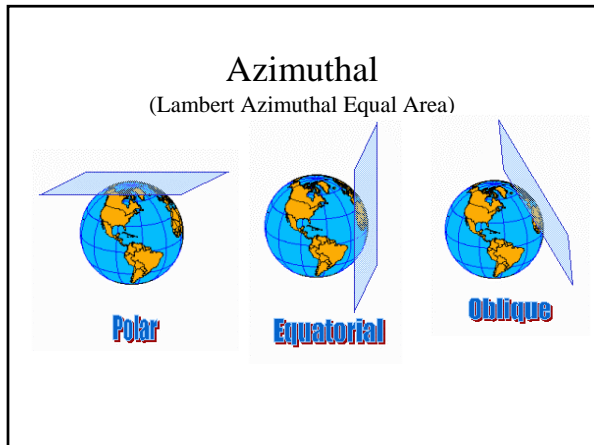 Azimuthal
(Lambert Azimuthal Equal Area)
Polar
Equatorial
Oblique